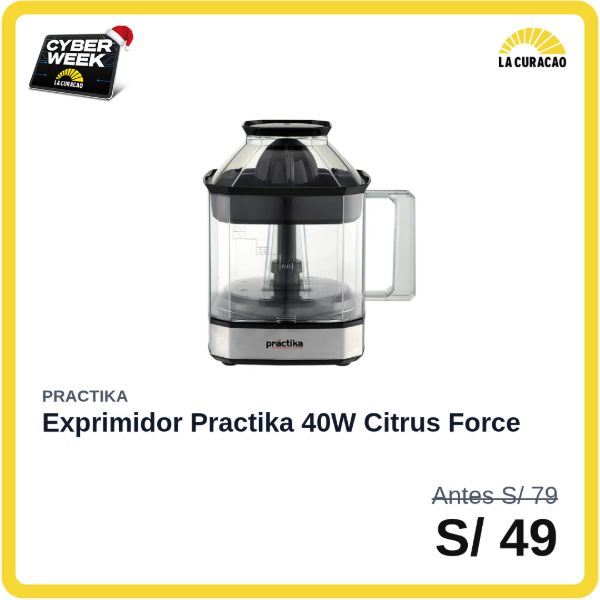 CYBER
WEEK
LA CURACAO
LA CURACAO
practika
PRACTIKA
Exprimidor Practika 40W Citrus Force
Antes S/ 79
S/ 49